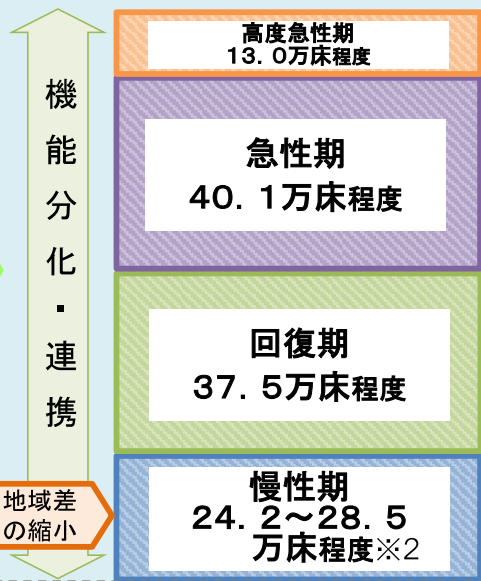 機能分化・連携
地域差
の縮小
高度急性期
13.0万床程度
急性期
40.1万床程度
回復期
37.5万床程度
慢性期
24.2~28.5
万床程度※2